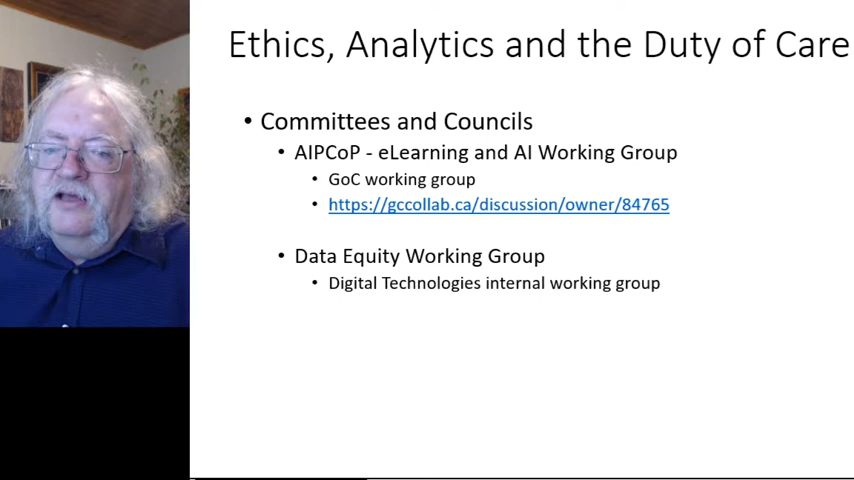 Ethics, Analytics and the Duty of Care
• Committees and Councils
• AIPCoP - eLearning and AI Working Group
• GoC working group
• https://gccollab.ca/discussion/owner/84765
• Data Equity Working Group
• Digital Technologies internal working group